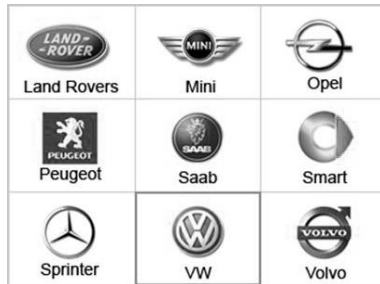 LAND-
-ROVER
MINI
Land Rovers
Mini
Opel
PEUGEOT
SAAB
Peugeot
Saab
Smart
VOLVO
Sprinter
VW
Volvo